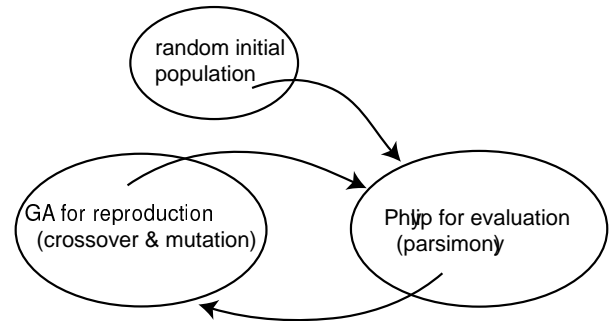 random initial
population
GA for reproduction
(crossover & mutation)
Phylip for evaluation
(parsimony)